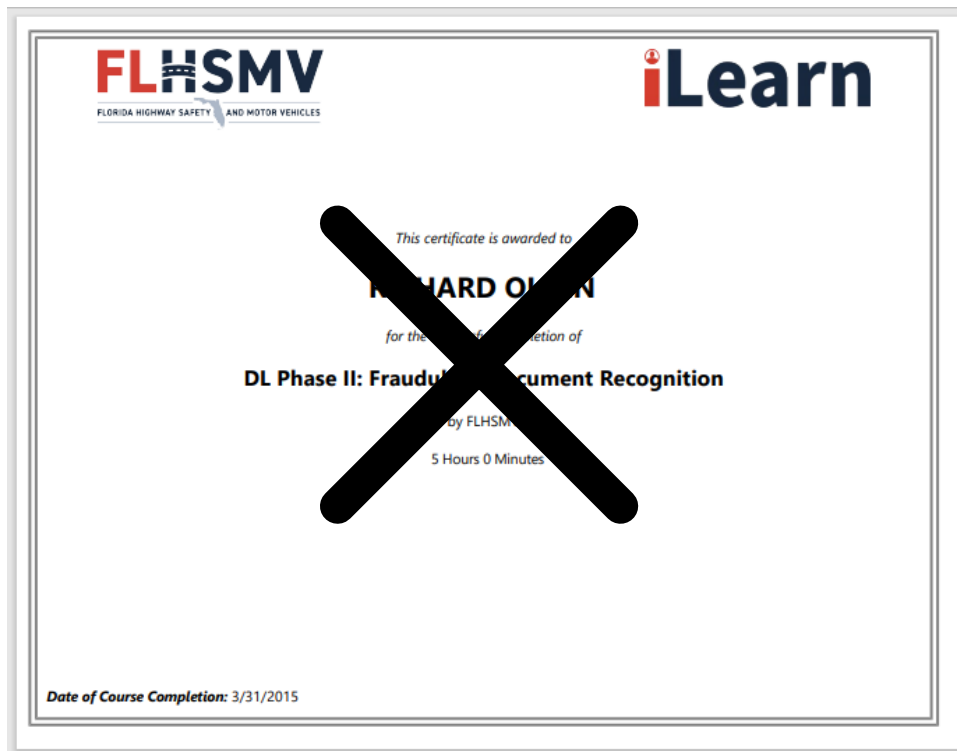 FLHSMV
FLORIDA HIGHWAY SAFETY AND MOTOR VEHICLES
iLearn
This certificate is awarded to
for the of
DL Phase II: Recognition
by
5 Hours 0 Minutes
Date of Course Completion: 3/31/2015